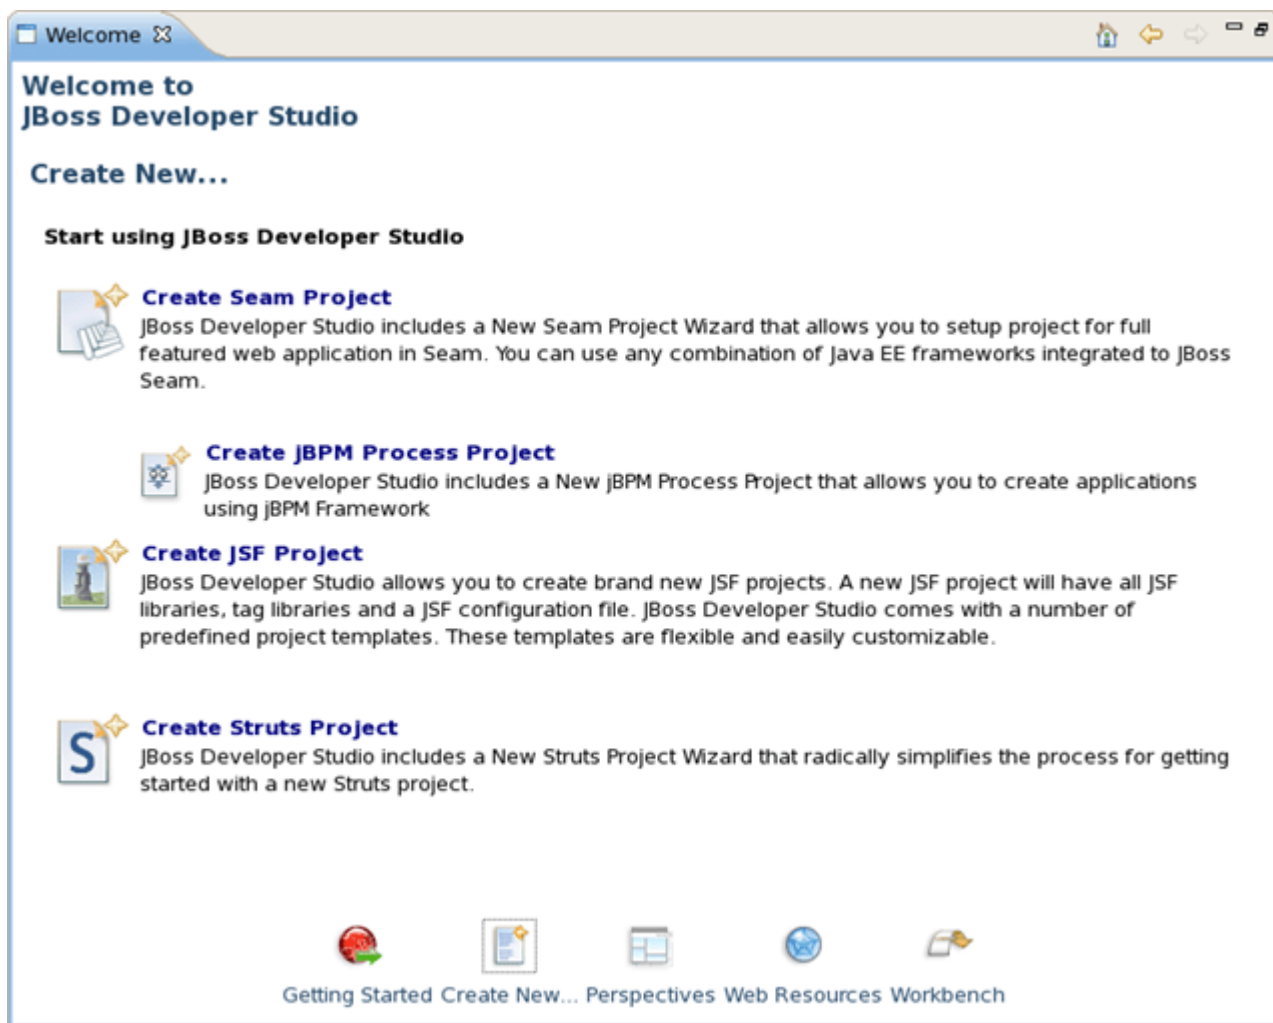 Welcome
Welcome to
JBoss Developer Studio
Create New...
Start using JBoss Developer Studio
Create Seam Project
JBoss Developer Studio includes a New Seam Project Wizard that allows you to setup project for full
featured web application in Seam. You can use any combination of Java EE frameworks integrated to JBoss
Seam.
Create jBPM Process Project
JBoss Developer Studio includes a New jBPM Process Project that allows you to create applications
using jBPM Framework
Create JSF Project
JBoss Developer Studio allows you to create brand new JSF projects. A new JSF project will have all JSF
libraries, tag libraries and a JSF configuration file. JBoss Developer Studio comes with a number of
predefined project templates. These templates are flexible and easily customizable.
S
Create Struts Project
JBoss Developer Studio includes a New Struts Project Wizard that radically simplifies the process for getting
started with a new Struts project.
Getting Started Create New... Perspectives Web Resources Workbench